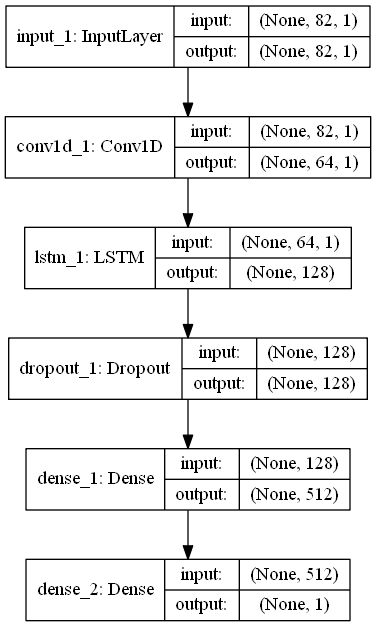 input_1: InputLayer input: (None, 82, 1)
output: (None, 82, 1)
conv1d_1: Conv1D input: (None, 82, 1)
output: (None, 64, 1)
lstm_1: LSTM input: (None, 64, 1)
output: (None, 128)
dropout_1: Dropout input: (None, 128)
output: (None, 128)
dense_1: Dense input: (None, 128)
output: (None, 512)
dense_2: Dense input: (None, 512)
output: (None, 1)